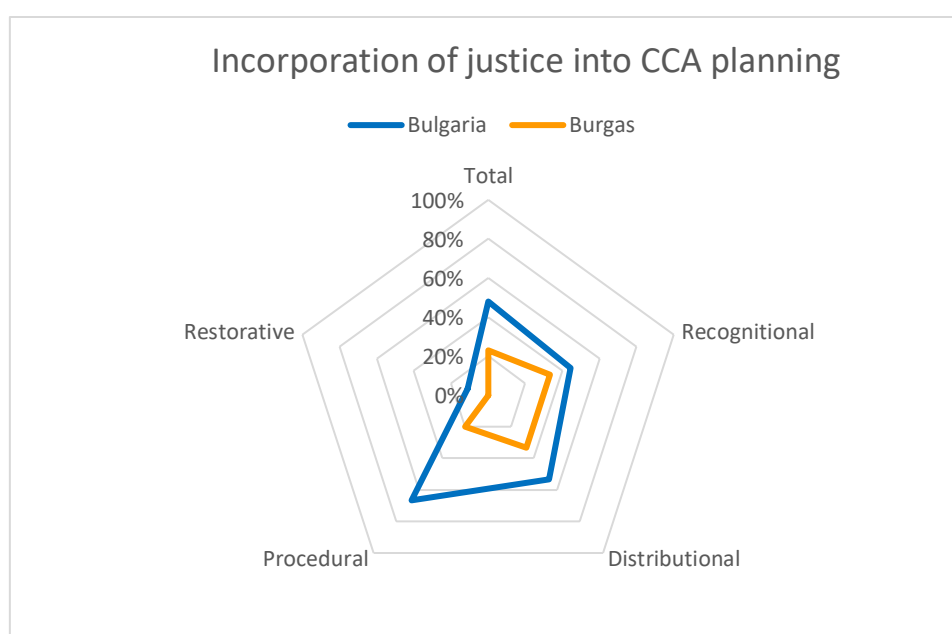 Incorporation of justice into CCA planning
Bulgaria Burgas
Total
100%
80%
60%
40%
20%
0%
Restorative
Recognitional
Procedural
Distributional